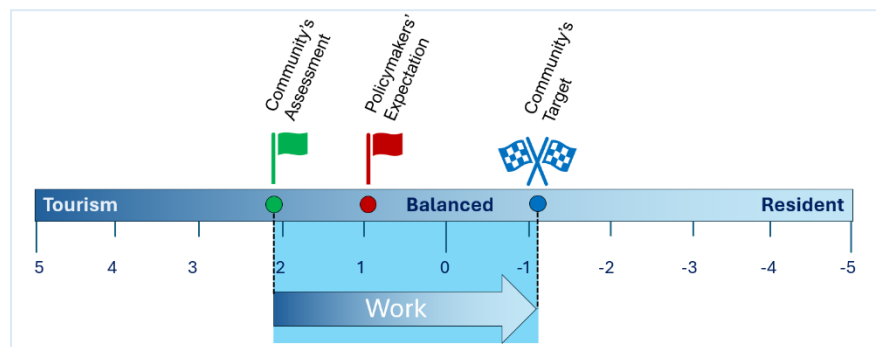 Community's
Assessment
Policymakers'
Expectation
Community's
Target
Tourism Balanced Resident
5 4 3 2 1 0 -1 -2 -3 -4 -5
Work